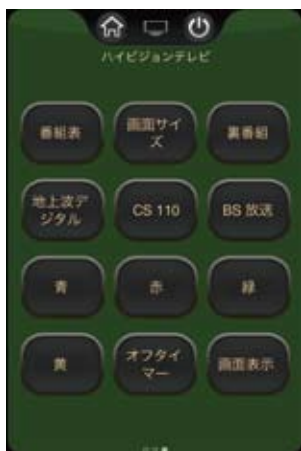 ハイビジョンテレビ
番組表
画面サイ
ズ
裏番組
地上波デ
ジタル
CS 110
BS 放送
青
赤
緑
黄
オフタイ
マー
画面表示